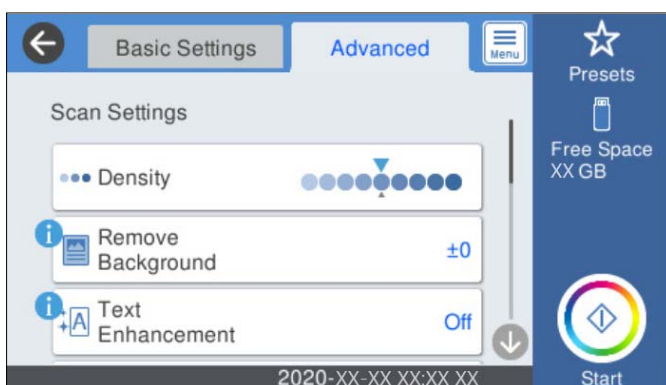 Basic Settings
Advanced
Menu
Presets
Scan Settings
Free Space
XX GB
Density
Remove
Background
±0
Text
Enhancement
Off
A
2020-XX-XX XX:XX XX
Start